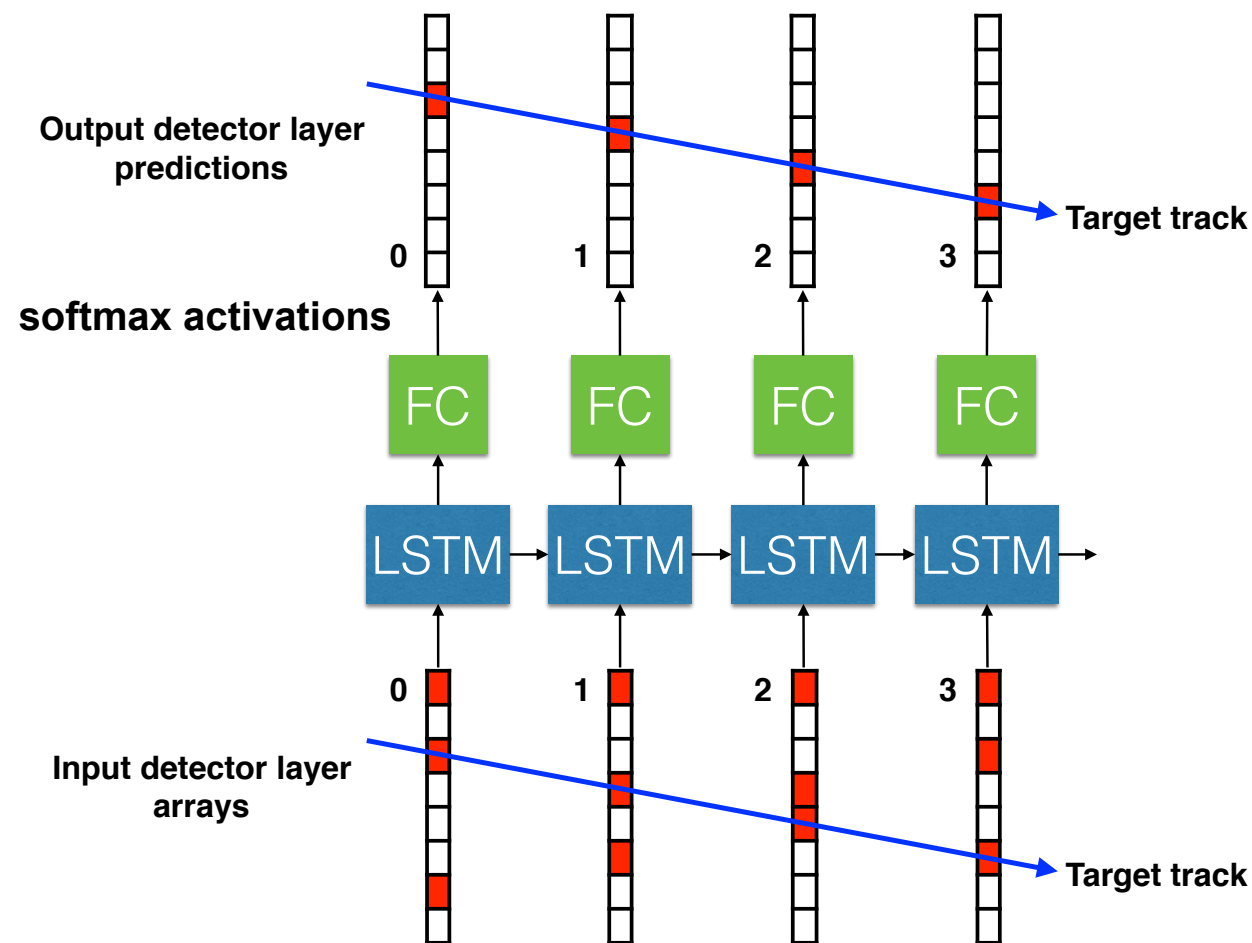 Output detector layer
predictions
Target track
0 1 2 3
softmax activations
FC FC FC FC
LSTM LSTM LSTM LSTM
0 1 2 3
Input detector layer
arrays
Target track